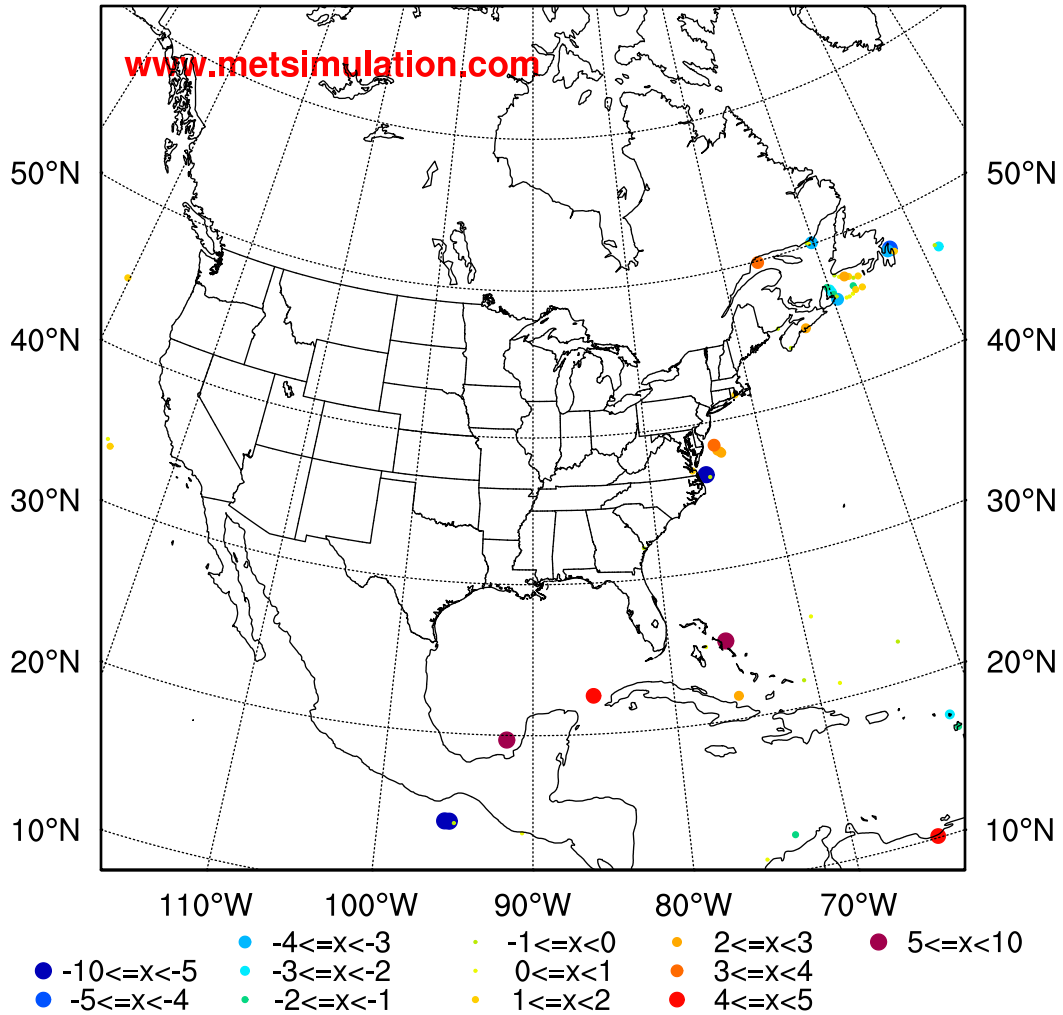 www.metsimulation.com
50°N 50°N
40°N 40°N
30°N 30°N
20°N 20°N
10°N 10°N
110°W 100°W 90°W 80°W 70°W
-4<=x<-3 -1<=x<0 2<=x<3 5<=x<10
-10<=x<-5 -3<=x<-2 0<=x<1 3<=x<4
-5<=x<-4 -2<=x<-1 1<=x<2 4<=x<5